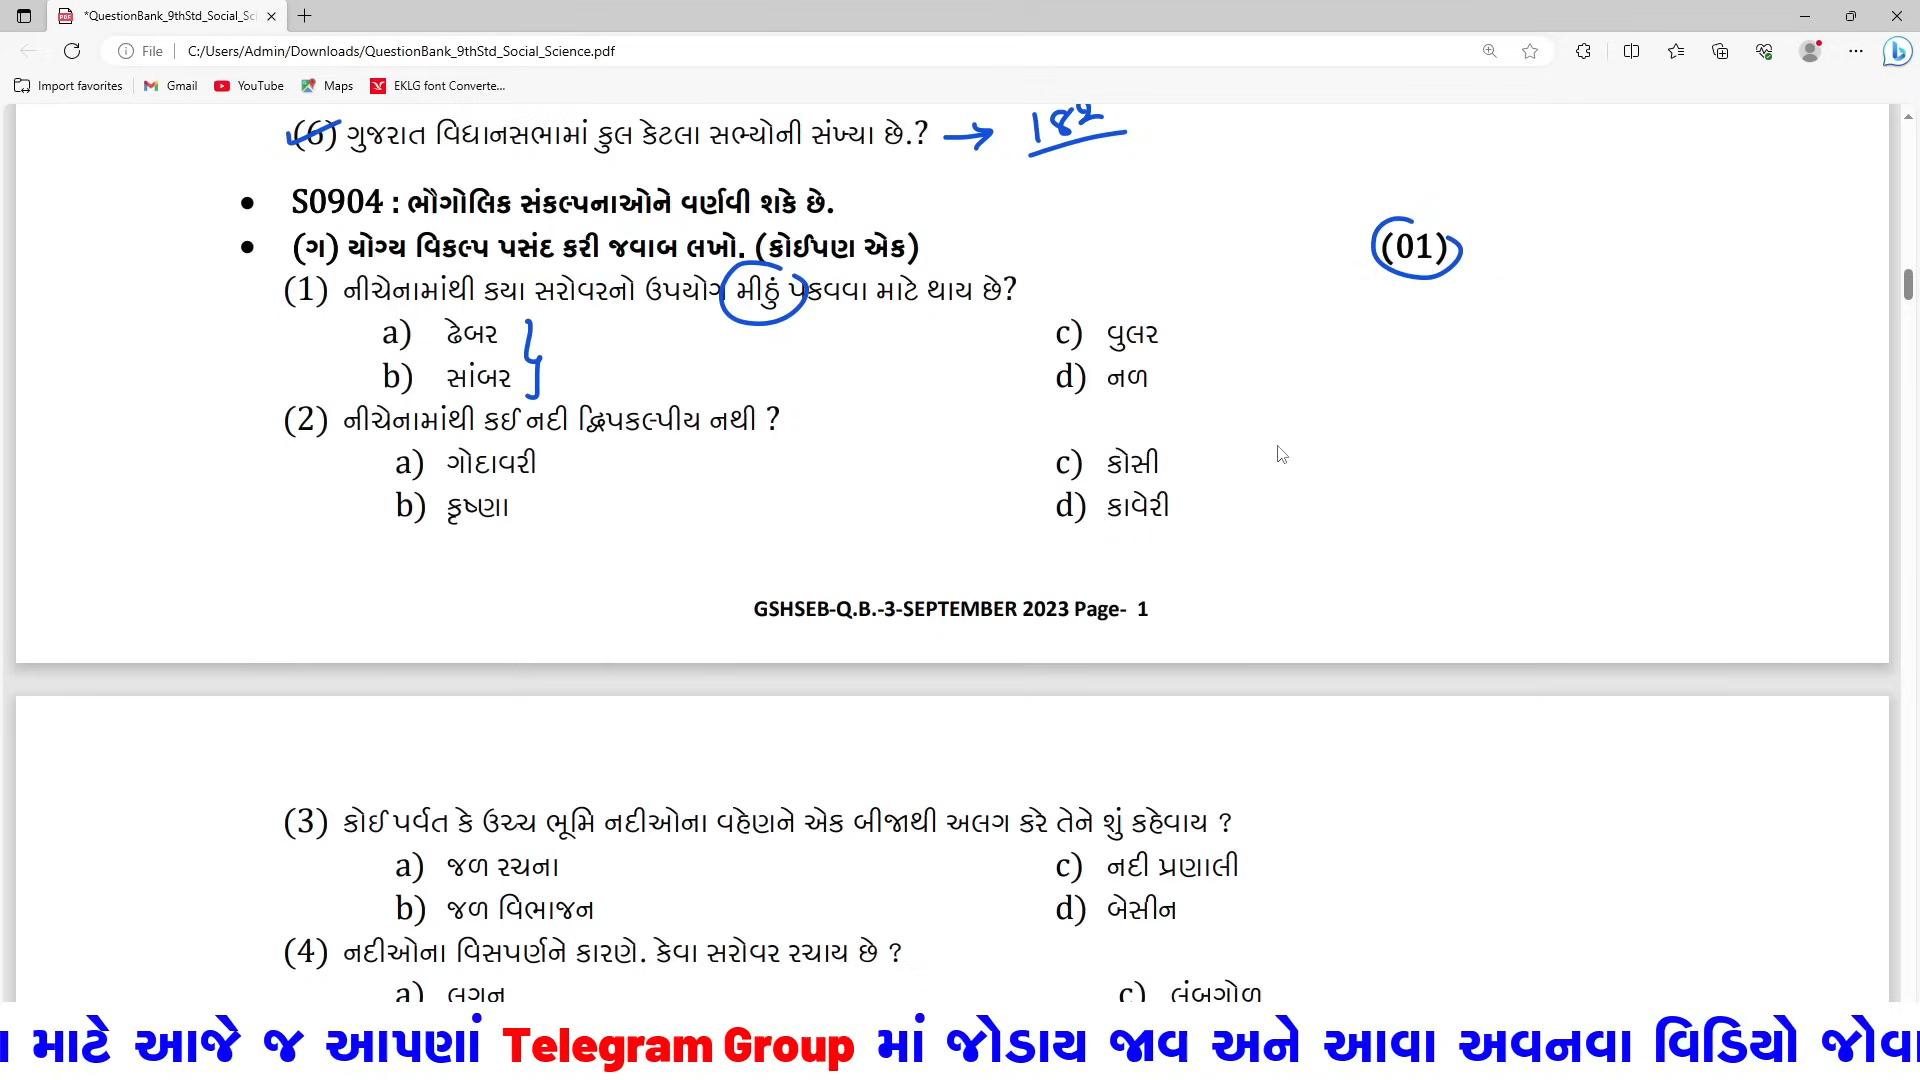 *QuestionBank_9thStd_Social_Sc
File
C:/Users/Admin/Downloads/QuestionBank_9thStd_Social_Science.pdf
Import favorites
Gmail
YouTube
Maps
EKLG font Converte...
(6) ગુજરાત વિધાનસભામાં કુલ કેટલા સભ્યોની સંખ્યા છે.? → 182
• S0904 : ભૌગોલિક સંકલ્પનાઓને વર્ણવી શકે છે.
• (ગ) યોગ્ય વિકલ્પ પસંદ કરી જવાબ લખો. (કોઈપણ એક) (01)
(1) નીચેનામાંથી કયા સરોવરનો ઉપયોગ મીઠું પકવવા માટે થાય છે?
a) ઢેબર
c) વુલર
b) સાંબર
d) નળ
(2) નીચેનામાંથી કઈ નદી દ્વિપકલ્પીય નથી ?
a) ગોદાવરી
c) કોસી
b) કૃષ્ણા
d) કાવેરી
GSHSEB-Q.B.-3-SEPTEMBER 2023 Page- 1
(3) કોઈ પર્વત કે ઉચ્ચ ભૂમિ નદીઓના વહેણને એક બીજાથી અલગ કરે તેને શું કહેવાય ?
a) જળ રચના
c) નદી પ્રણાલી
b) જળ વિભાજન
d) બેસીન
(4) નદીઓના વિસપર્ણને કારણે. કેવા સરોવર રચાય છે ?
a) લગુન
c) લંબગોળ
માટે આજે જ આપણાં Telegram Group માં જોડાય જાવ અને આવા અવનવા વિડિયો જોવા